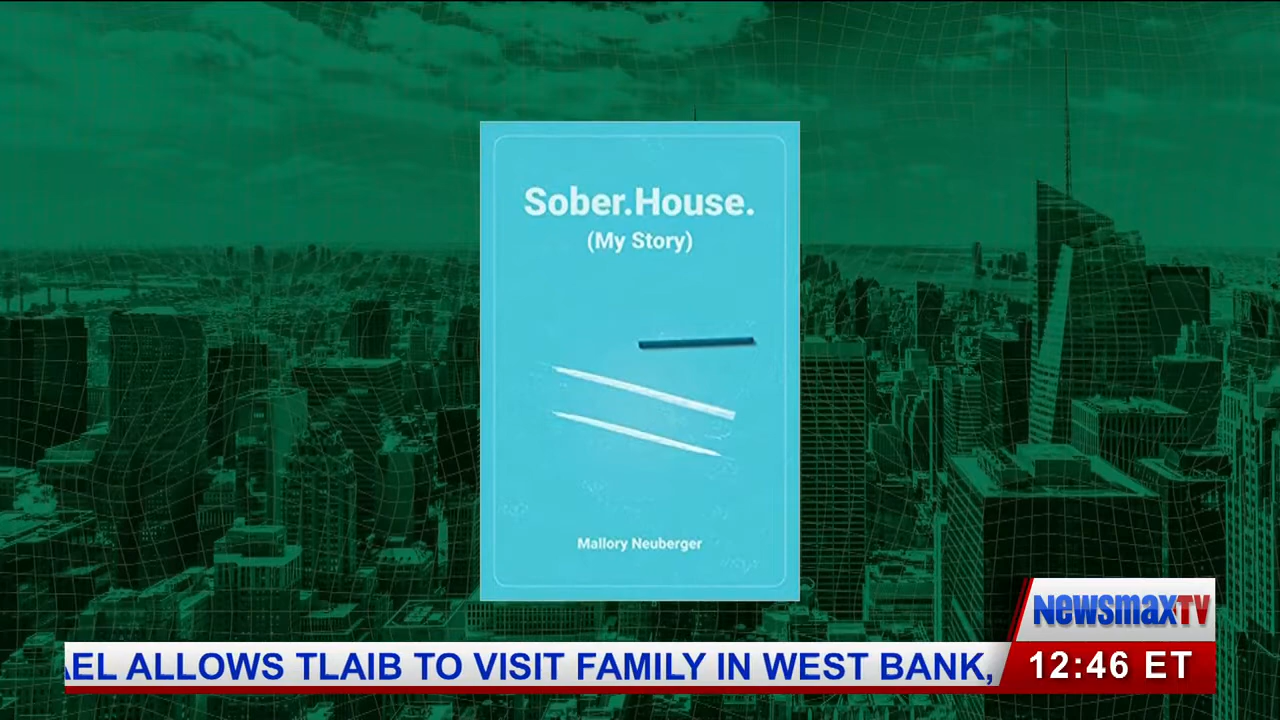 Sober.House.
(My Story)
Mallory Neuberger
NEWSMAXTV
AEL ALLOWS TLAIB TO VISIT FAMILY IN WEST BANK,
12:46 ET